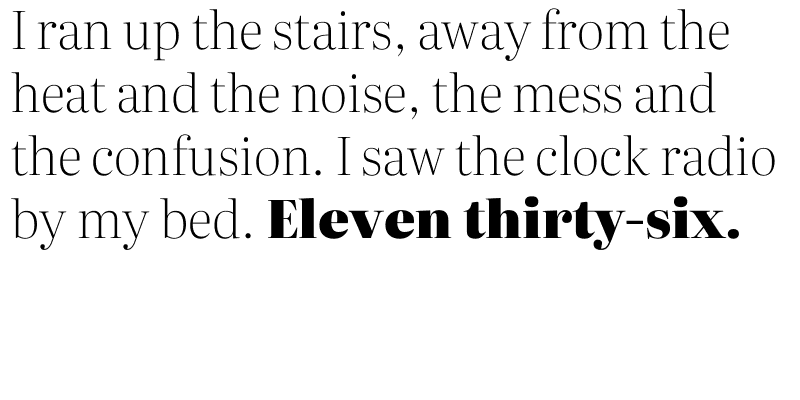 I ran up the stairs, away from the
heat and the noise, the mess and
the confusion. I saw the clock radio
by my bed. Eleven thirty-six.